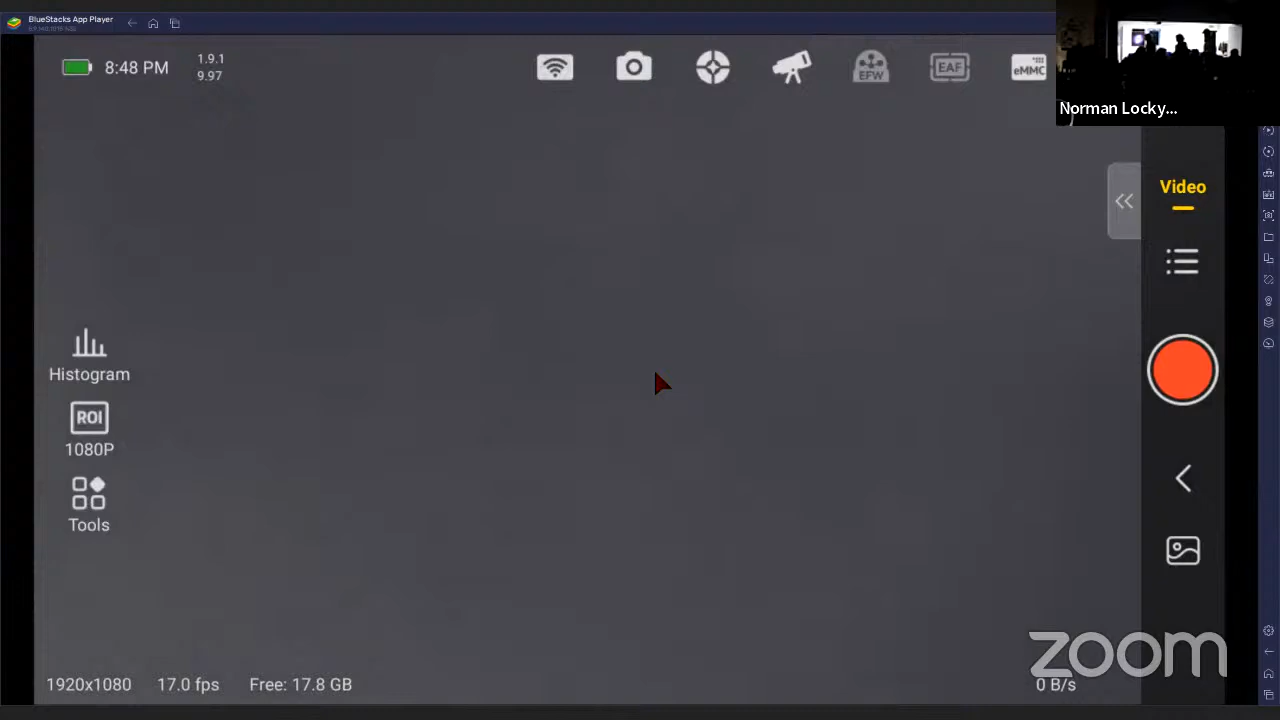 BlueStacks App Player
8:48 PM
1.9.1
9.97
EFW
EAF
eMMC
Norman Locky...
Video
Histogram
ROI
1080P
Tools
1920x1080
17.0 fps
Free: 17.8 GB
0 B/s
zoom